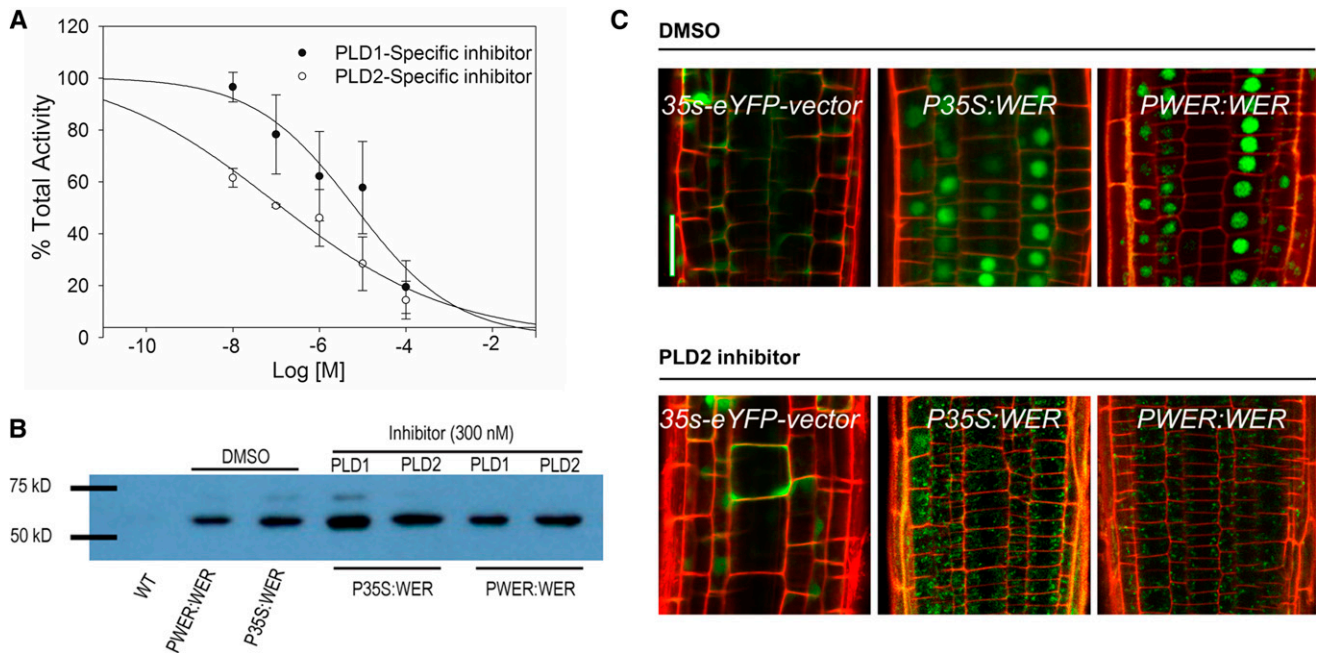 A
120
100
80
60
40
20
0
% Total Activity
PLD1-Specific inhibitor
PLD2-Specific inhibitor
-10 -8 -6 -4 -2
Log [M]
B
Inhibitor (300 nM)
DMSO
PLD1 PLD2 PLD1 PLD2
75 kD
50 kD
WT
PWER:WER
P35S:WER
P35S:WER
PWER:WER
C
DMSO
35s-eYFP-vector
P35S:WER
PWER:WER
PLD2 inhibitor
35s-eYFP-vector
P35S:WER
PWER:WER